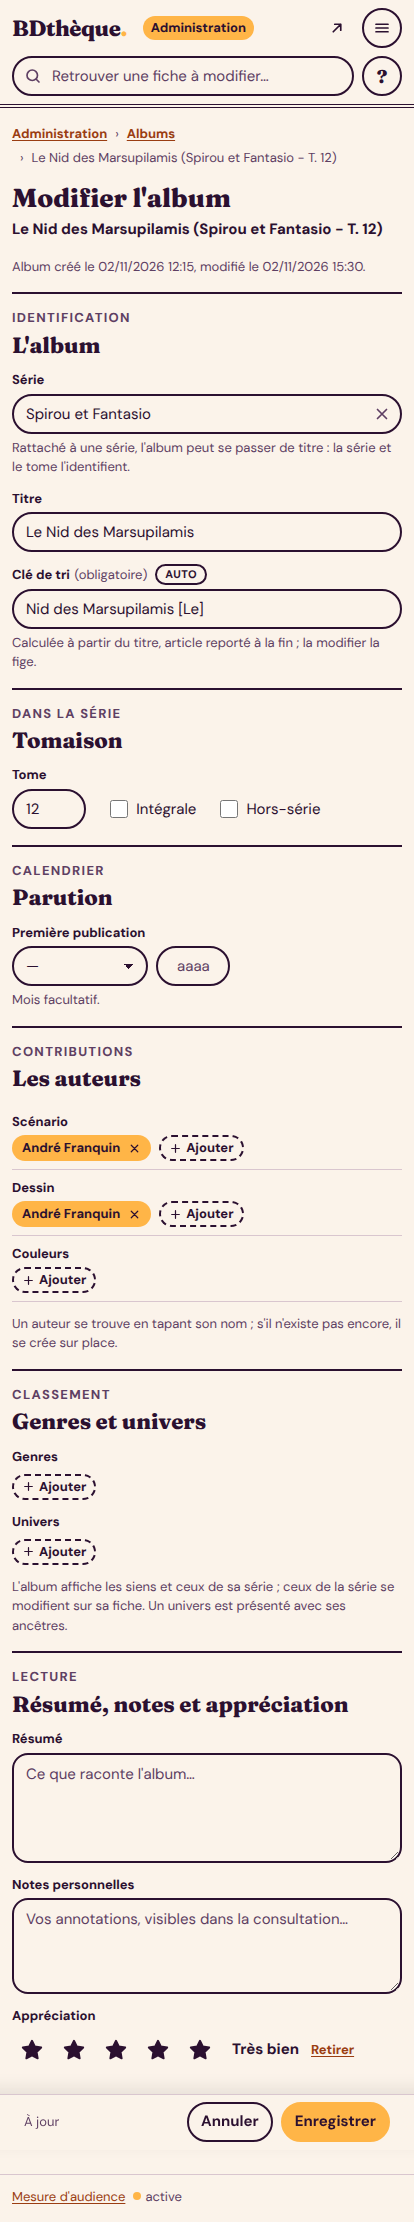 BDthèque. Administration
Retrouver une fiche à modifier... ?
Administration › Albums
› Le Nid des Marsupilamis (Spirou et Fantasio - T. 12)
Modifier l'album
Le Nid des Marsupilamis (Spirou et Fantasio - T. 12)
Album créé le 02/11/2026 12:15, modifié le 02/11/2026 15:30.
IDENTIFICATION
L'album
Série
Spirou et Fantasio
Rattaché à une série, l'album peut se passer de titre : la série et
le tome l'identifient.
Titre
Le Nid des Marsupilamis
Clé de tri (obligatoire) AUTO
Nid des Marsupilamis [Le]
Calculée à partir du titre, article reporté à la fin ; la modifier la
fige.
DANS LA SÉRIE
Tomaison
Tome
12 Intégrale Hors-série
CALENDRIER
Parution
Première publication
— aaaa
Mois facultatif.
CONTRIBUTIONS
Les auteurs
Scénario
André Franquin × + Ajouter
Dessin
André Franquin × + Ajouter
Couleurs
+ Ajouter
Un auteur se trouve en tapant son nom ; s'il n'existe pas encore, il
se crée sur place.
CLASSEMENT
Genres et univers
Genres
+ Ajouter
Univers
+ Ajouter
L'album affiche les siens et ceux de sa série ; ceux de la série se
modifient sur sa fiche. Un univers est présenté avec ses
ancêtres.
LECTURE
Résumé, notes et appréciation
Résumé
Ce que raconte l'album...
Notes personnelles
Vos annotations, visibles dans la consultation...
Appréciation
Très bien Retirer
À jour Annuler Enregistrer
Mesure d'audience active